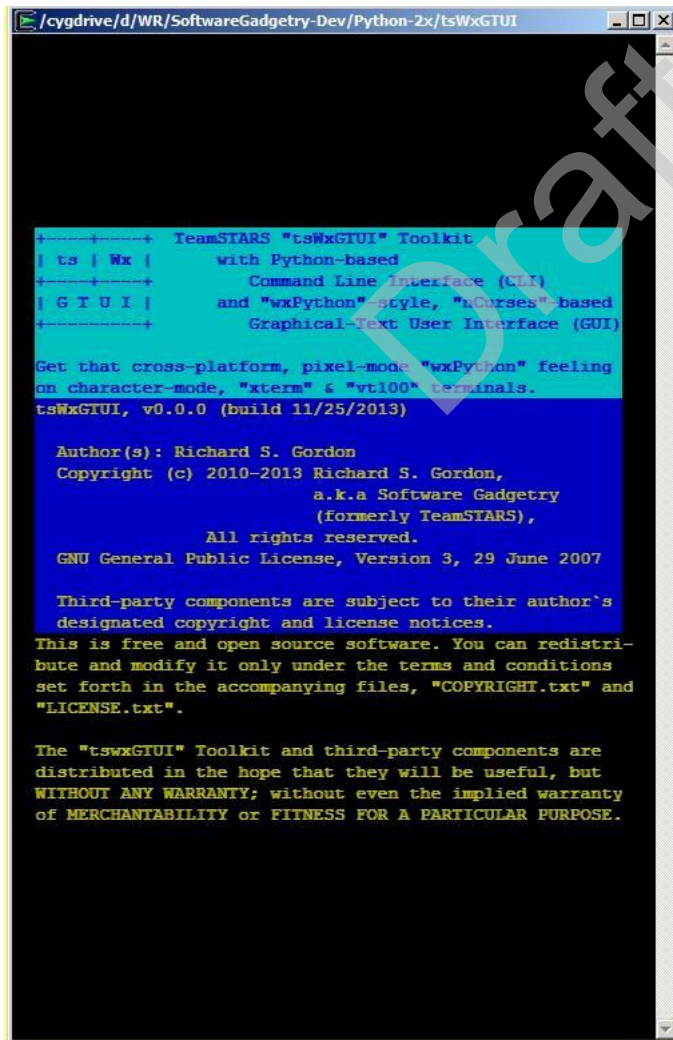 /cygdrive/d/WR/SoftwareGadgetry-Dev/Python-2x/tsWxGTUI
Draft
+----+----+  TeamSTARS "tsWxGTUI" Toolkit
| ts | Wx |      with Python-based
+----+----+         Command Line Interface (CLI)
| G T U I |      and "wxPython"-style, "nCurses"-based
+---------+         Graphical-Text User Interface (GUI)
Get that cross-platform, pixel-mode "wxPython" feeling
on character-mode, "xterm" & "vt100" terminals.
tsWxGTUI, v0.0.0 (build 11/25/2013)
Author(s): Richard S. Gordon
Copyright (c) 2010-2013 Richard S. Gordon,
a.k.a Software Gadgetry
(formerly TeamSTARS),
All rights reserved.
GNU General Public License, Version 3, 29 June 2007
Third-party components are subject to their author`s
designated copyright and license notices.
This is free and open source software. You can redistri-
bute and modify it only under the terms and conditions
set forth in the accompanying files, "COPYRIGHT.txt" and
"LICENSE.txt".
The "tswxGTUI" Toolkit and third-party components are
distributed in the hope that they will be useful, but
WITHOUT ANY WARRANTY; without even the implied warranty
of MERCHANTABILITY or FITNESS FOR A PARTICULAR PURPOSE.